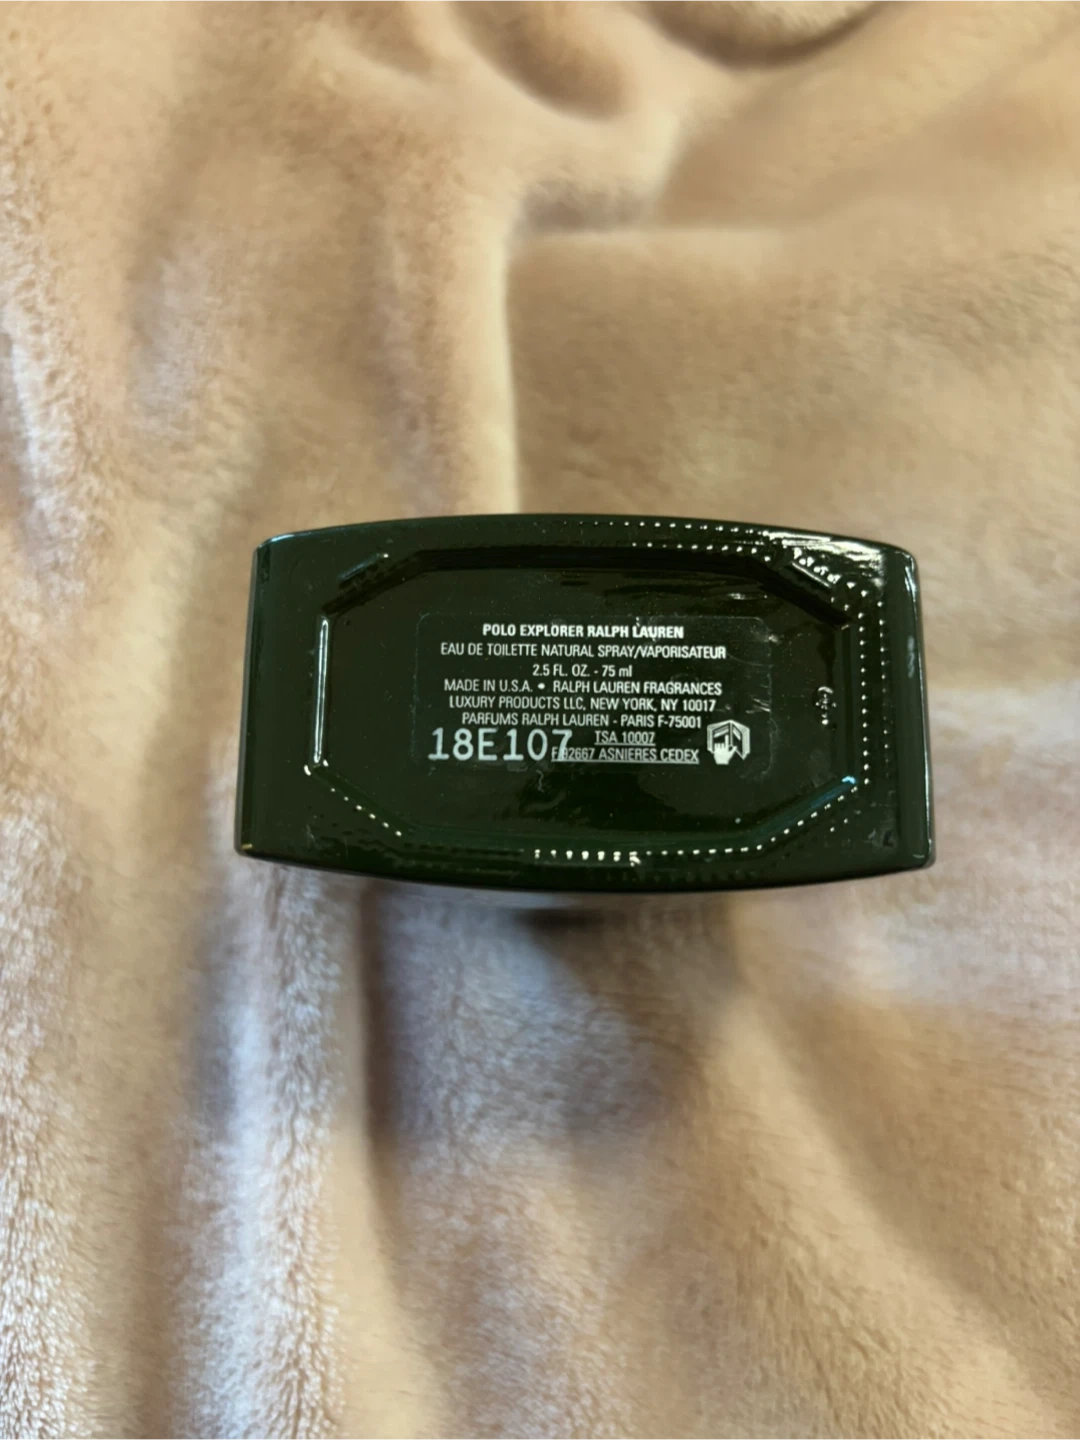 POLO EXPLORER RALPH LAUREN
EAU DE TOILETTE NATURAL SPRAY/VAPORISATEUR
2.5 FL. OZ. - 75 ml
MADE IN U.S.A. • RALPH LAUREN FRAGRANCES
LUXURY PRODUCTS LLC, NEW YORK, NY 10017
PARFUMS RALPH LAUREN - PARIS F-75001
TSA 10007
18E107 F-92667 ASNIERES CEDEX